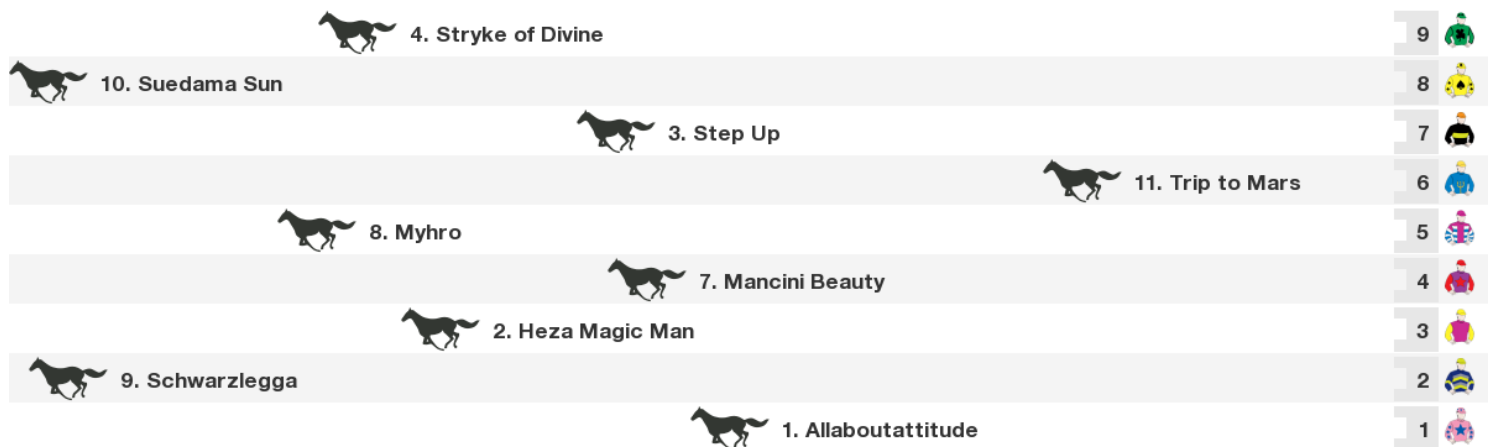 4. Stryke of Divine 9
10. Suedama Sun 8
3. Step Up 7
11. Trip to Mars 6
8. Myhro 5
7. Mancini Beauty 4
2. Heza Magic Man 3
9. Schwarzlegga 2
1. Allaboutattitude 1